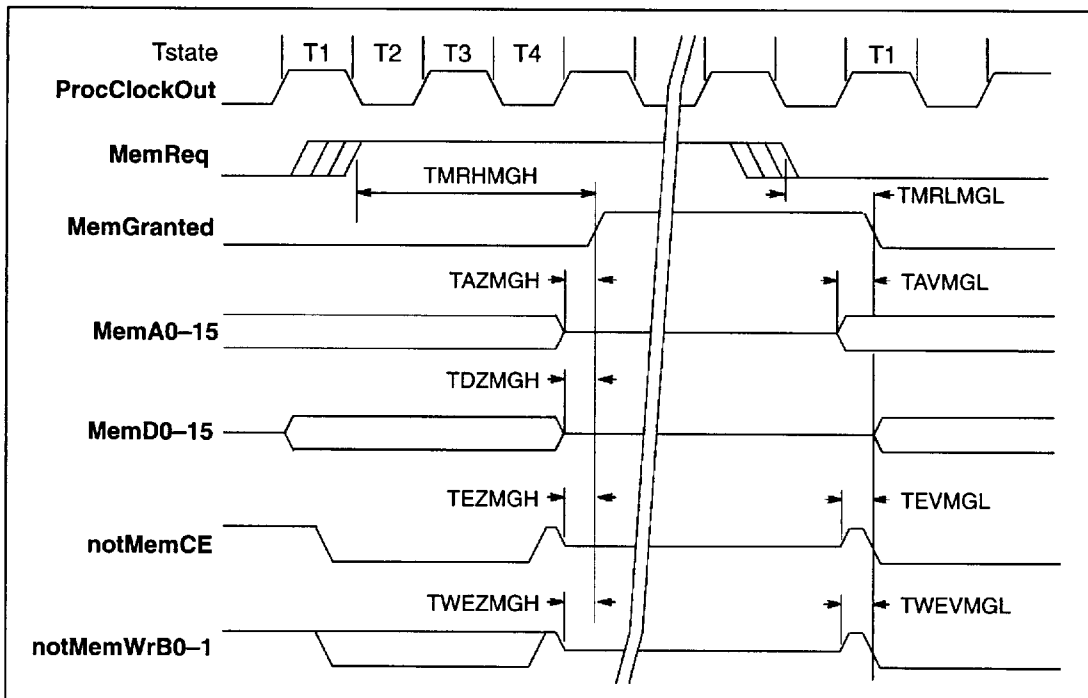 Tstate T1 T2 T3 T4 T1
ProcClockOut
MemReq
TMRHMGH
TMRLMGL
MemGranted
TAZMGH TAVMGL
MemA0–15
TDZMGH
MemD0–15
TEZMGH TEVMGL
notMemCE
TWEZMGH TWEVMGL
notMemWrB0–1